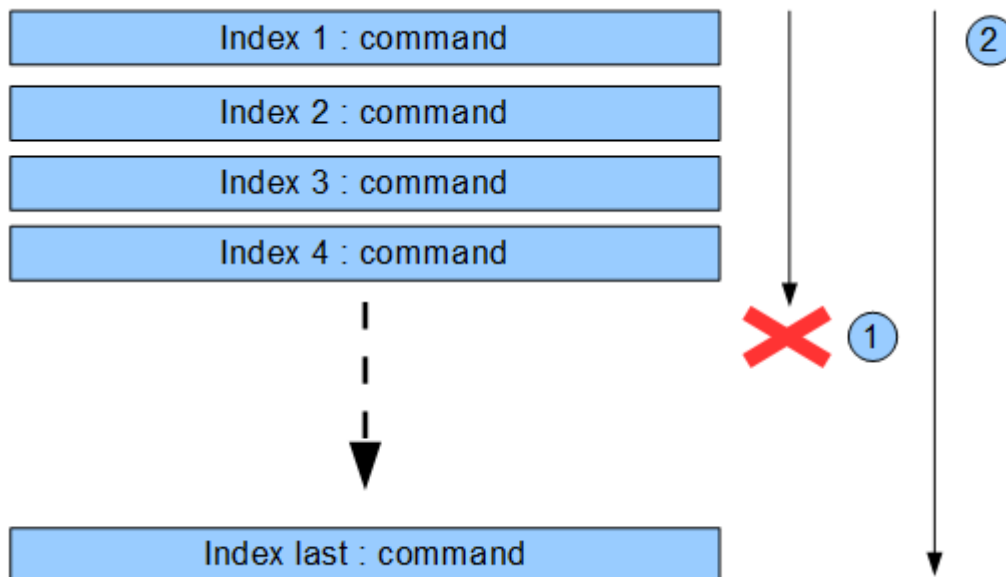 Index 1 : command
2
Index 2 : command
Index 3 : command
Index 4 : command
1
Index last : command